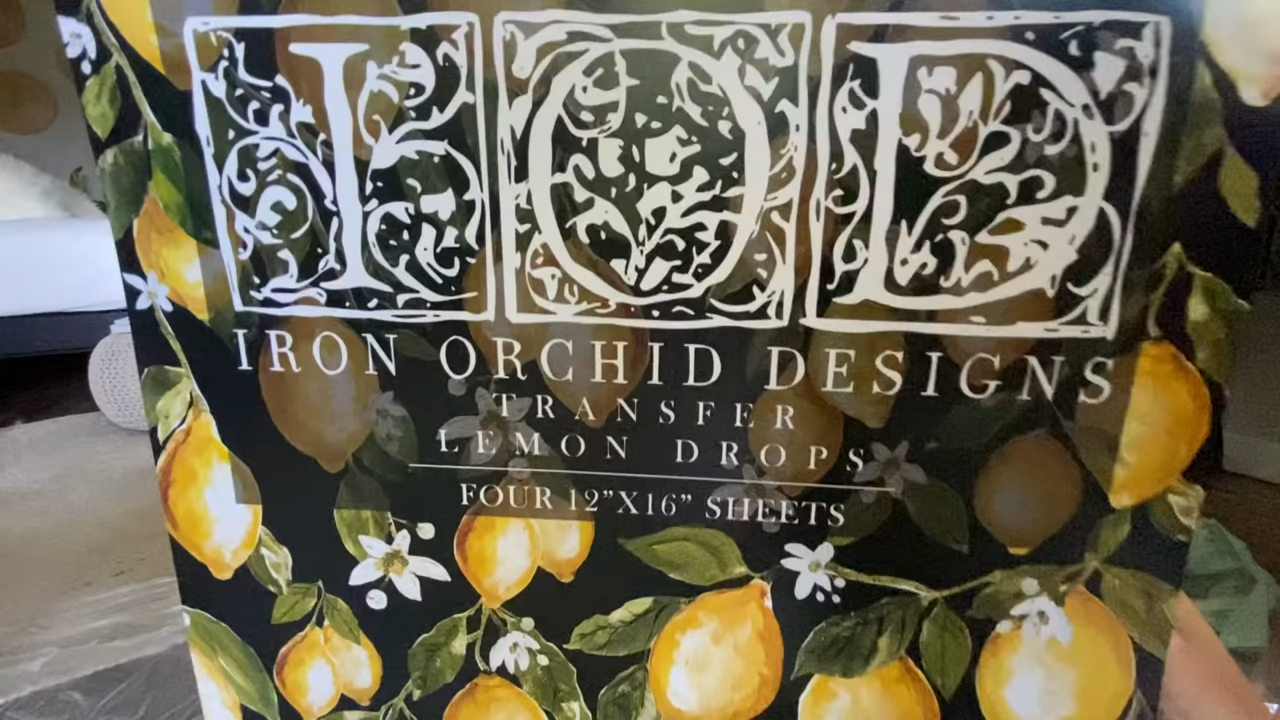 IOD
IRON ORCHID DESIGNS
TRANSFER
LEMON DROPS
FOUR 12”X16” SHEETS